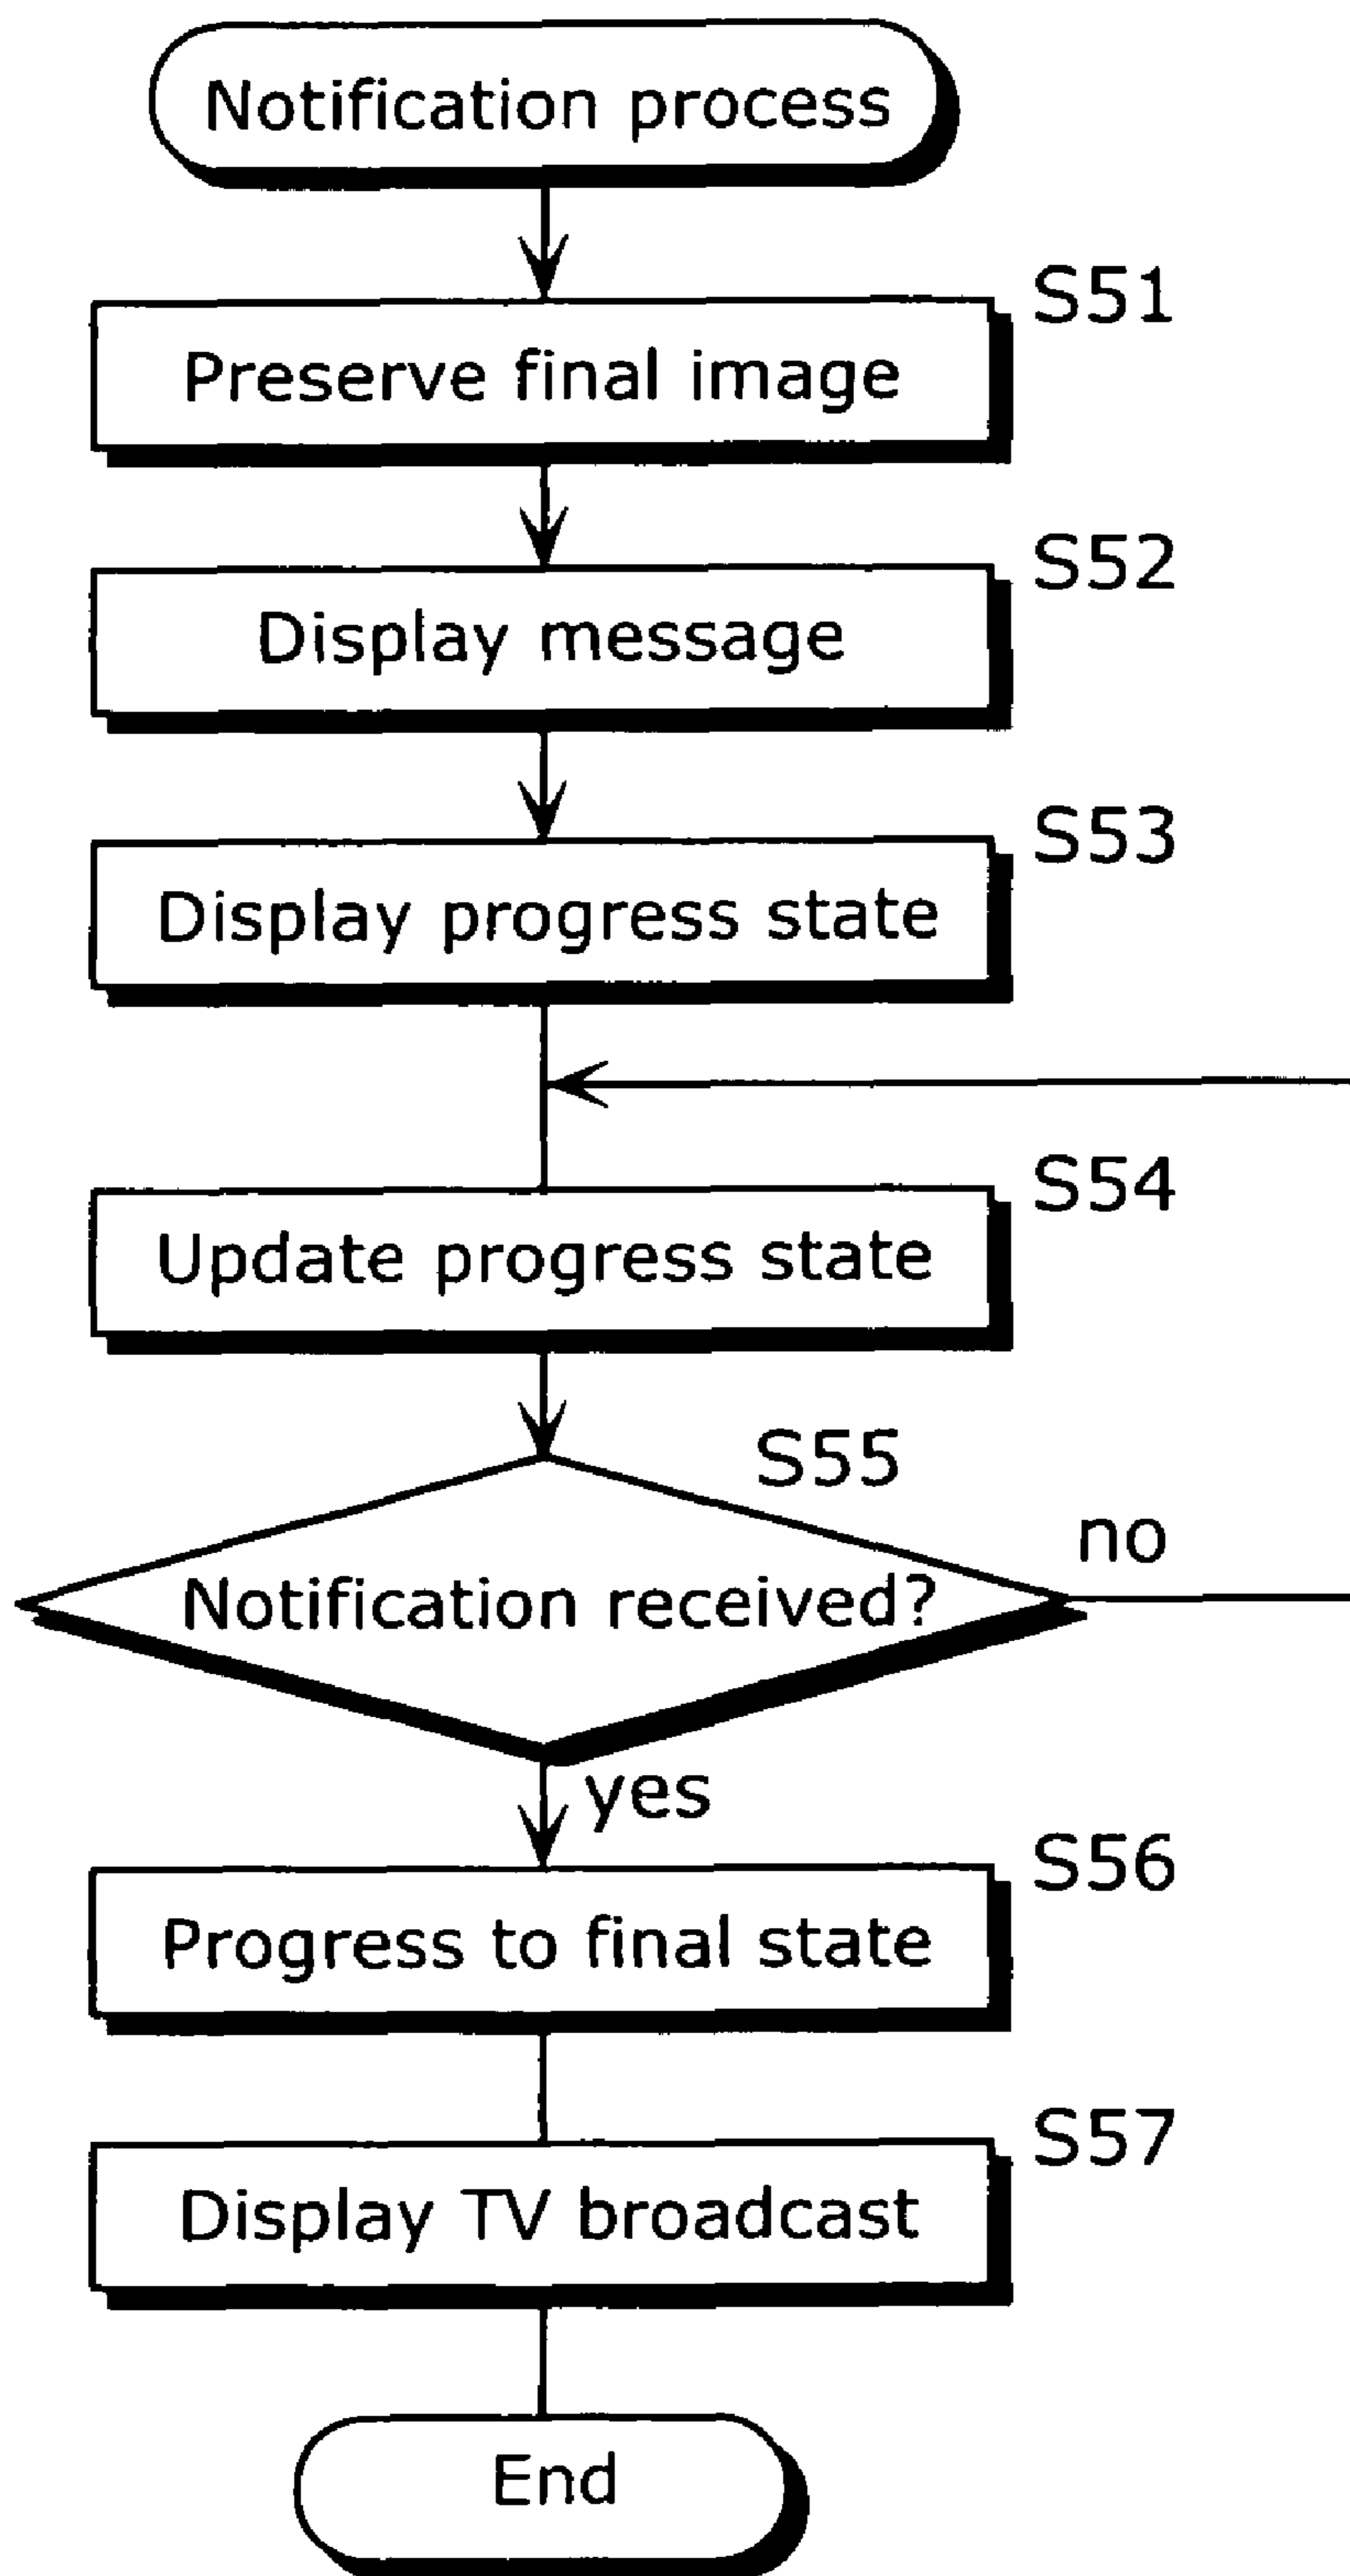 Notification process
S51
Preserve final image
S52
Display message
S53
Display progress state
S54
Update progress state
S55
no
Notification received?
yes
S56
Progress to final state
S57
Display TV broadcast
End